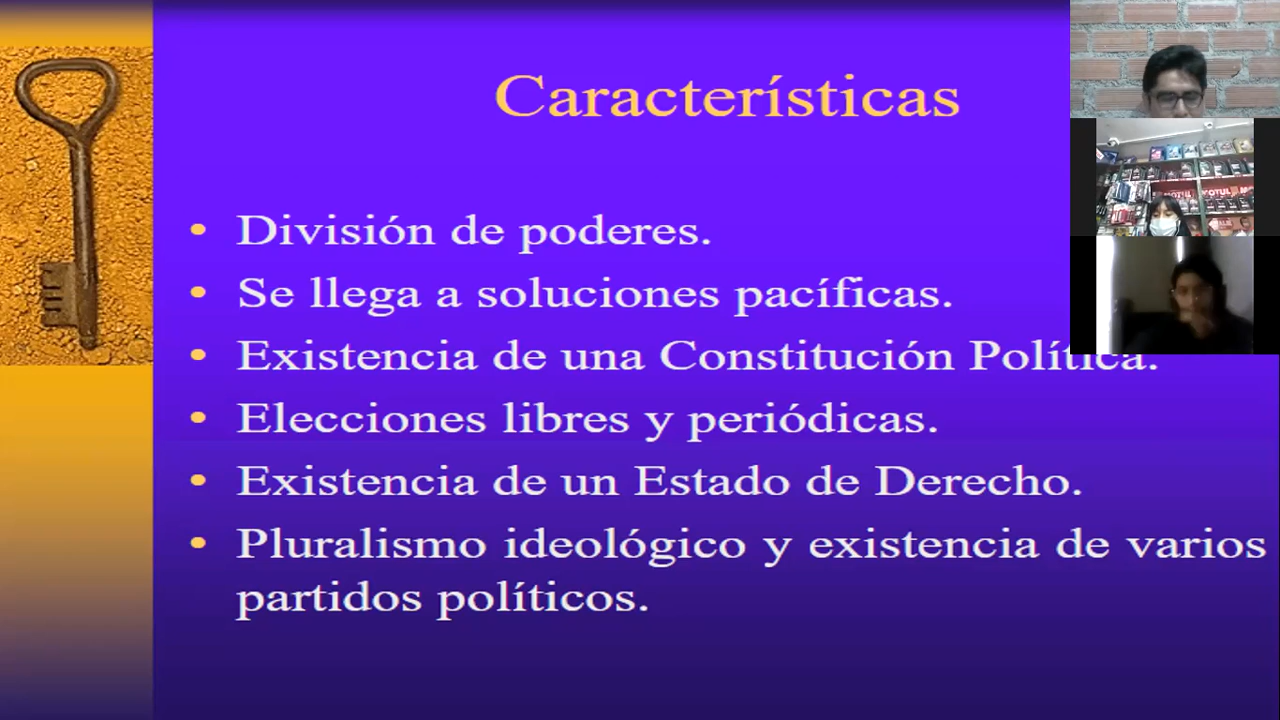 Características
• División de poderes.
• Se llega a soluciones pacíficas.
• Existencia de una Constitución Política.
• Elecciones libres y periódicas.
• Existencia de un Estado de Derecho.
• Pluralismo ideológico y existencia de varios
partidos políticos.
MOTUL